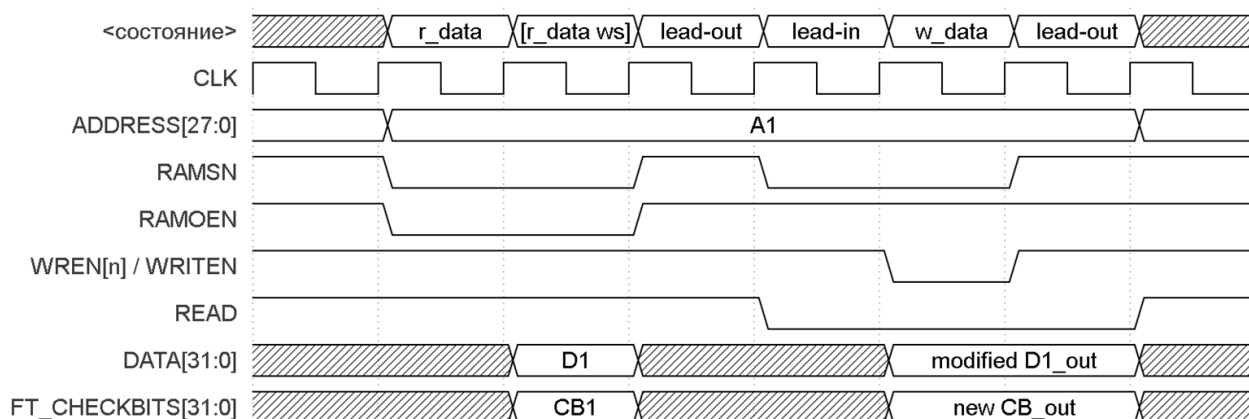 <состояние> r_data [r_data ws] lead-out lead-in w_data lead-out
CLK
ADDRESS[27:0] A1
RAMSN
RAMOEN
WREN[n] / WRITEN
READ
DATA[31:0] D1 modified D1_out
FT_CHECKBITS[31:0] CB1 new CB_out